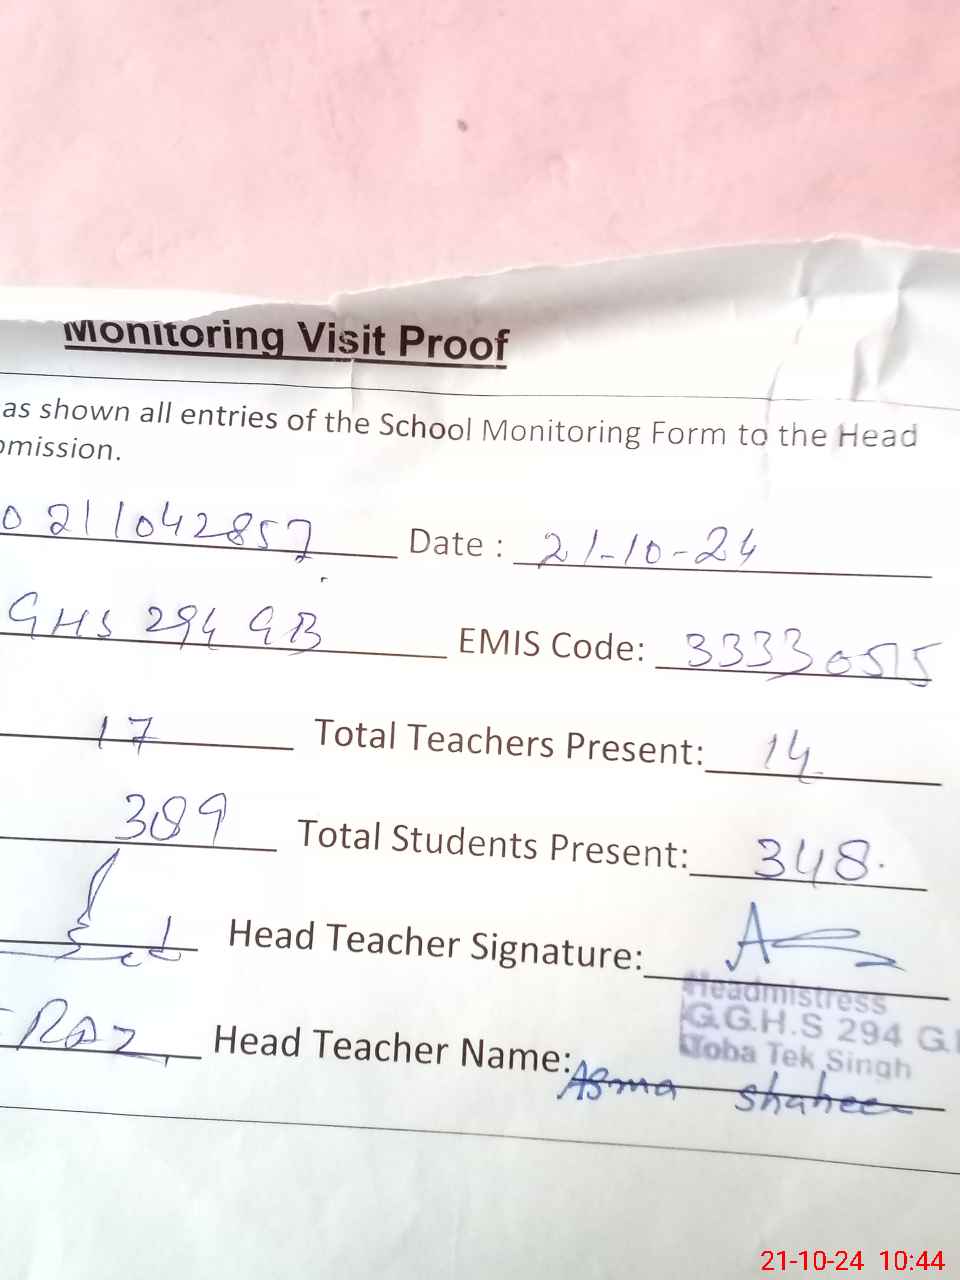 Monitoring Visit Proof
as shown all entries of the School Monitoring Form to the Head
mission.
0211042857 Date : 21-10-24
GHS 294 GB EMIS Code: 33330515
17 Total Teachers Present: 14
389 Total Students Present: 348.
Head Teacher Signature:
Headmistress
G.G.H.S 294 G.
Toba Tek Singh
Head Teacher Name: Asma Shaheen
21-10-24 10:44